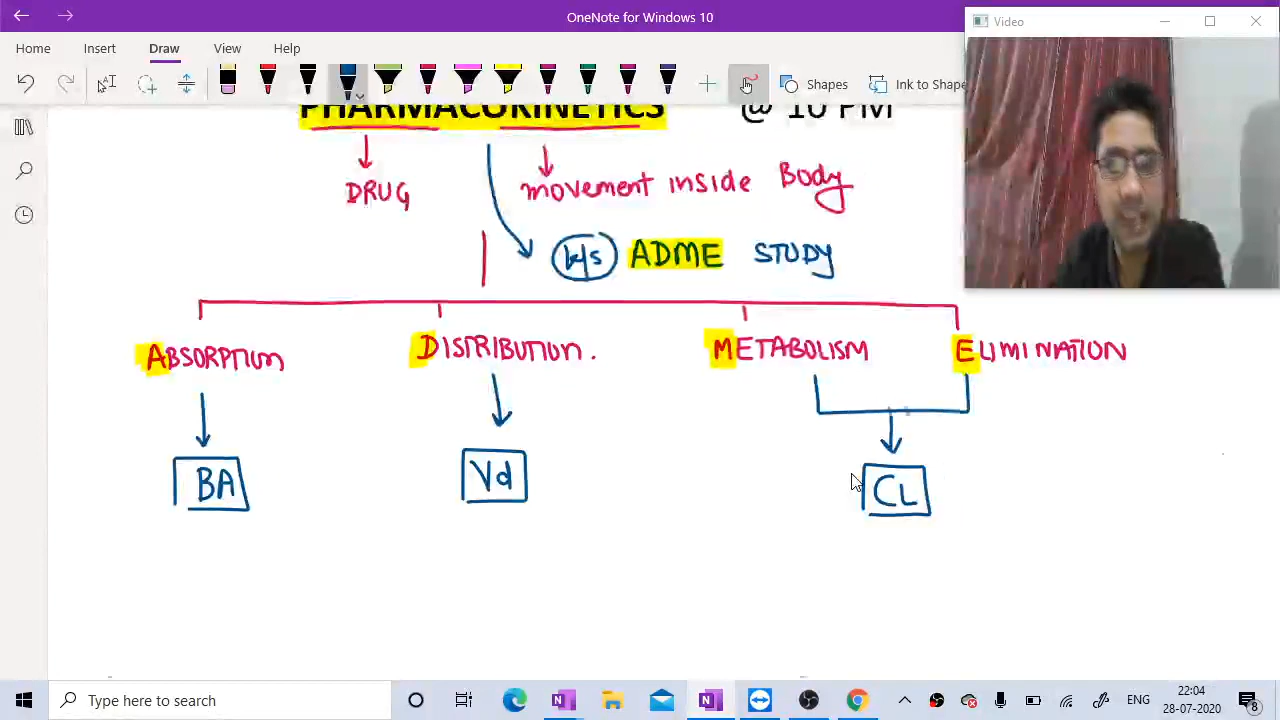 OneNote for Windows 10
Video
Home Insert Draw View Help
Shapes Ink to Shape
PHARMACOKINETICS @ 10 PM
DRUG movement inside Body
k/s ADME STUDY
ABSORPTION DISTRIBUTION. METABOLISM ELIMINATION
BA Vd CL
Type here to search
ENG 22:04
28-07-2020
8